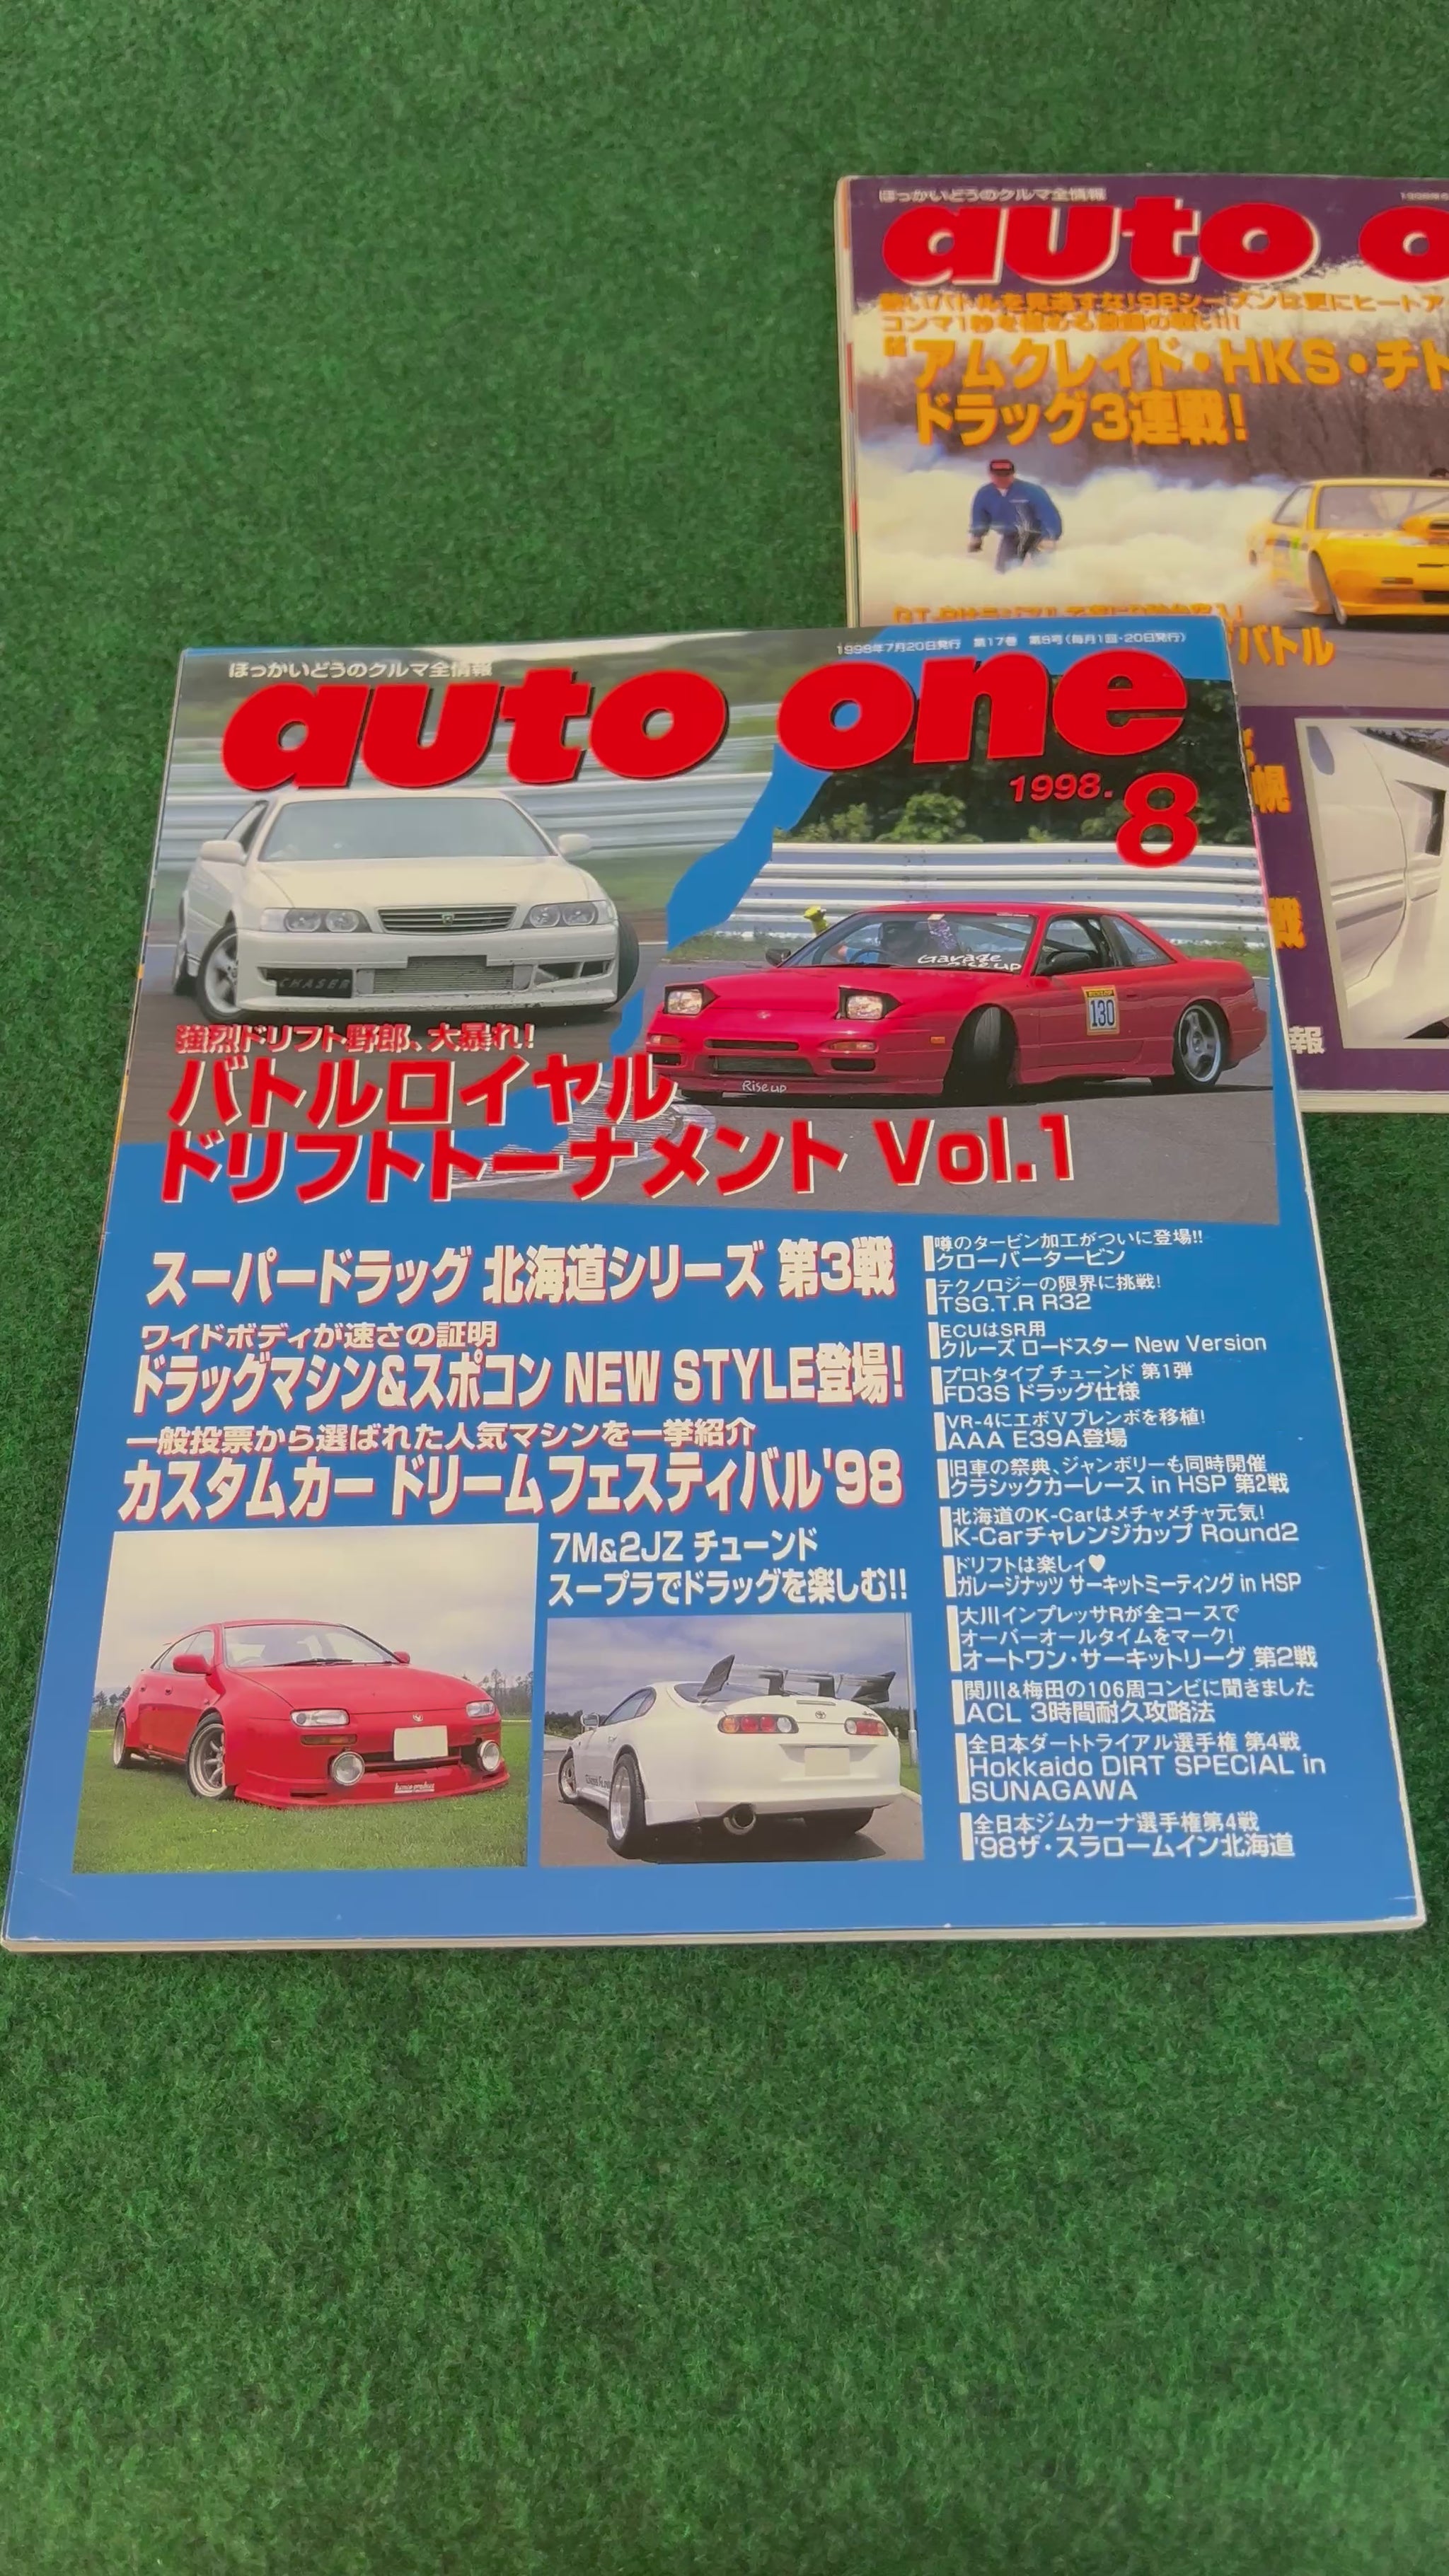 ほっかいどうのクルマ全情報
auto o
アムクレイド・HKS・チト
ドラッグ3連戦!
バトル
幌
戦
報
1998年7月20日発行 第17巻 第8号(毎月1回・20日発行)
ほっかいどうのクルマ全情報
auto one
1998.8
CHASER
Garage
Rise up
130
Rise up
強烈ドリフト野郎、大暴れ!
バトルロイヤル
ドリフトトーナメント Vol.1
スーパードラッグ 北海道シリーズ 第3戦
ワイドボディが速さの証明
ドラッグマシン&スポコン NEW STYLE登場!
一般投票から選ばれた人気マシンを一挙紹介
カスタムカー ドリームフェスティバル'98
7M&2JZ チューンド
スープラでドラッグを楽しむ!!
噂のタービン加工がついに登場!!
クローバータービン
テクノロジーの限界に挑戦!
TSG.T.R R32
ECUはSR用
クルーズ ロードスター New Version
プロトタイプ チューンド 第1弾
FD3S ドラッグ仕様
VR-4にエボVブレンボを移植!
AAA E39A登場
旧車の祭典、ジャンボリーも同時開催
クラシックカーレース in HSP 第2戦
北海道のK-Carはメチャメチャ元気!
K-Carチャレンジカップ Round2
ドリフトは楽しィ♥
ガレージナッツ サーキットミーティング in HSP
大川インプレッサRが全コースで
オーバーオールタイムをマーク!
オートワン・サーキットリーグ 第2戦
関川&梅田の106周コンビに聞きました
ACL 3時間耐久攻略法
全日本ダートトライアル選手権 第4戦
Hokkaido DIRT SPECIAL in
SUNAGAWA
全日本ジムカーナ選手権第4戦
'98ザ・スラロームイン北海道